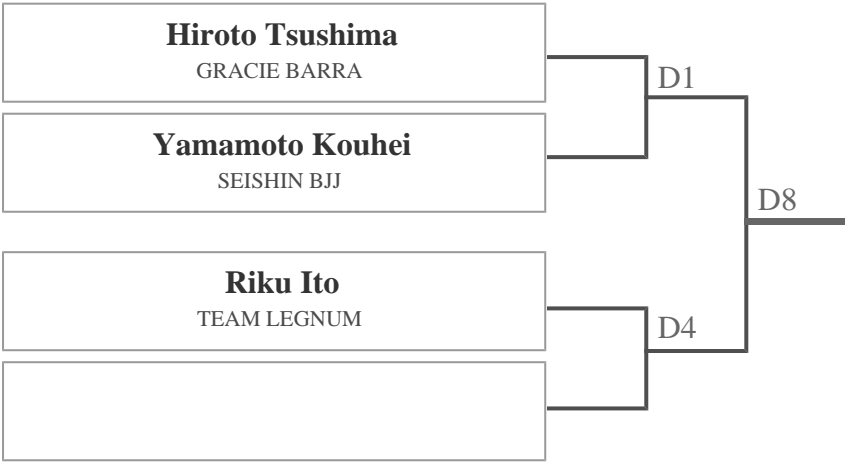 Hiroto Tsushima
GRACIE BARRA
D1
Yamamoto Kouhei
SEISHIN BJJ
D8
Riku Ito
TEAM LEGNUM
D4